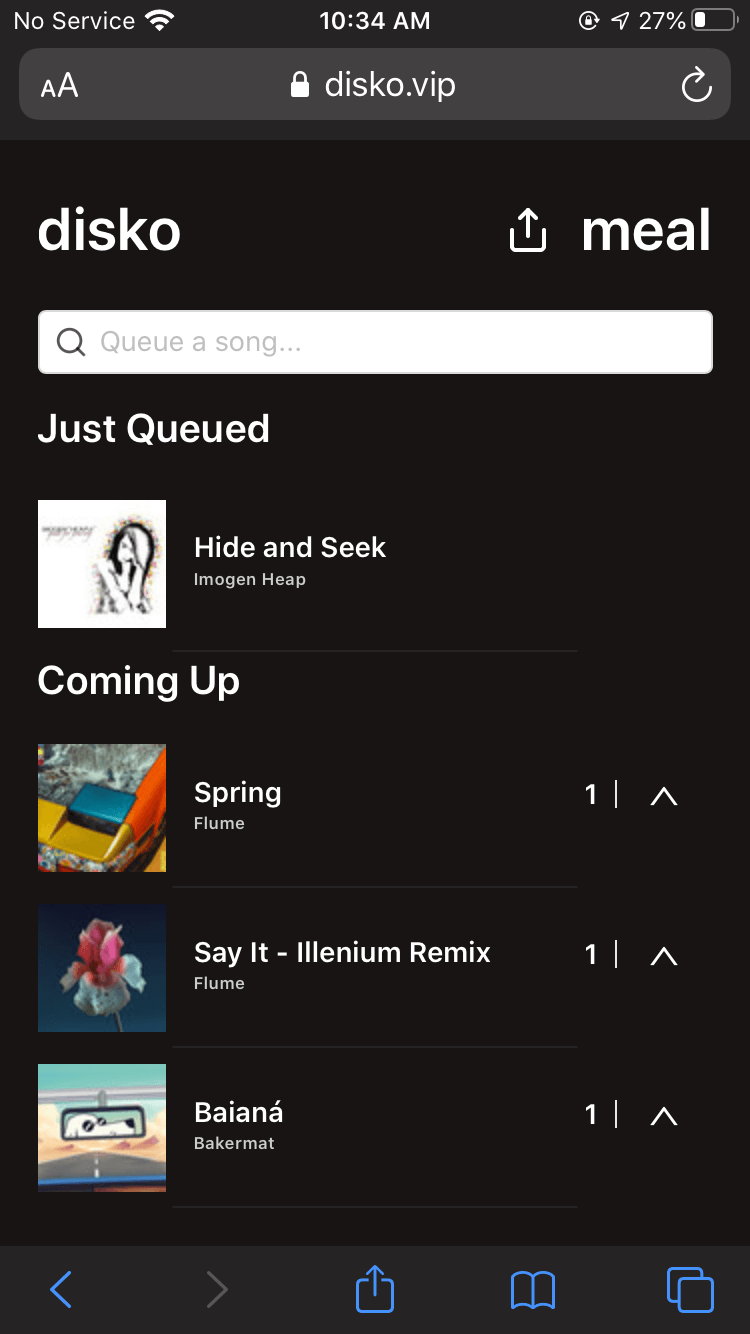 No Service 10:34 AM 27%
AA disko.vip
disko meal
Queue a song...
Just Queued
Hide and Seek
Imogen Heap
Coming Up
Spring
Flume
1
Say It - Illenium Remix
Flume
1
Baianá
Bakermat
1